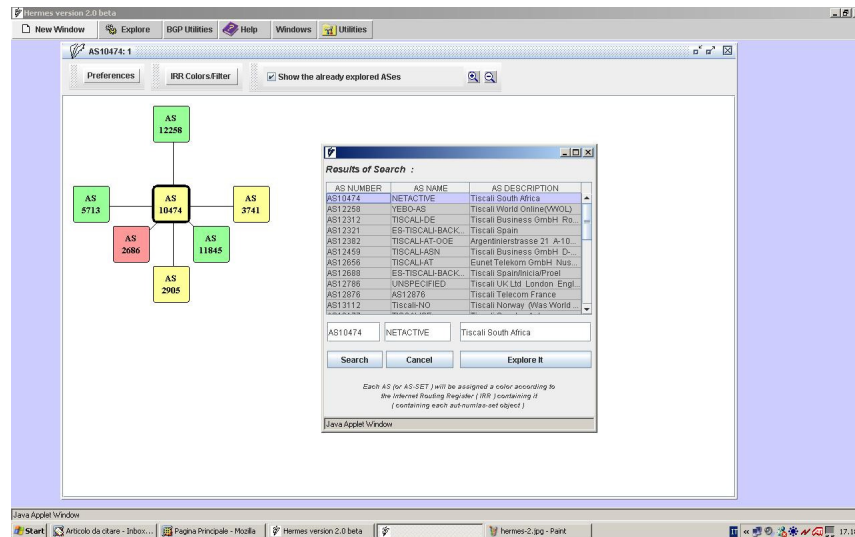 Hermes version 2.0 beta
New Window Explore BGP Utilities Help Windows Utilities
AS10474: 1
Preferences IRR Colors/Filter Show the already explored ASes
AS
12258
AS
5713
AS
10474
AS
3741
AS
2686
AS
11845
AS
2905
Results of Search :
AS NUMBER AS NAME AS DESCRIPTION
AS10474 NETACTIVE Tiscali South Africa
AS12258 YEBO-AS Tiscali World Online(VWOL)
AS12312 TISCALI-DE Tiscali Business GmbH Ro...
AS12321 ES-TISCALI-BACK... Tiscali Spain
AS12382 TISCALI-AT-OOE Argentinierstrasse 21 A-10...
AS12459 TISCALI-ASN Tiscali Business GmbH D-...
AS12656 TISCALI-AT Eunet Telekom GmbH Nus...
AS12688 ES-TISCALI-BACK... Tiscali Spain/Inicia/Proel
AS12786 UNSPECIFIED Tiscali UK Ltd London Engl...
AS12876 AS12876 Tiscali Telecom France
AS13112 Tiscali-NO Tiscali Norway (Was World ...
AS10474 NETACTIVE Tiscali South Africa
Search Cancel Explore It
Each AS (or AS-SET ) will be assigned a color according to
the Internet Routing Register ( IRR ) containing it
( containing each aut-num/as-set object )
Java Applet Window
Java Applet Window
Start Articolo da citare - Inbox... Pagina Principale - Mozilla Hermes version 2.0 beta hermes-2.jpg - Paint